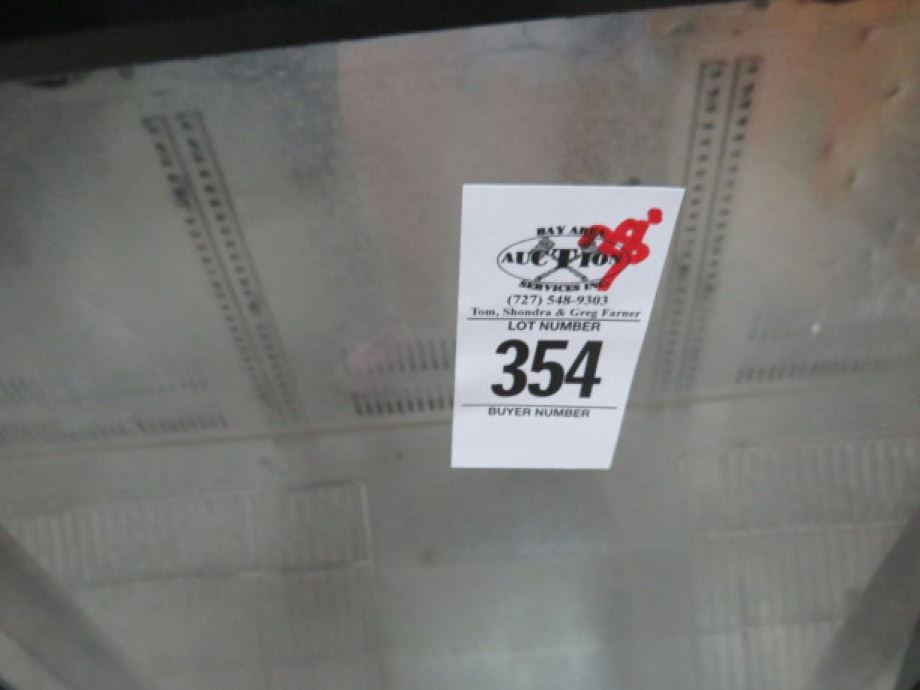 BAY AREA
AUCTION
SERVICES INC.
(727) 548-9303
Tom, Shondra & Greg Farner
LOT NUMBER
354
BUYER NUMBER